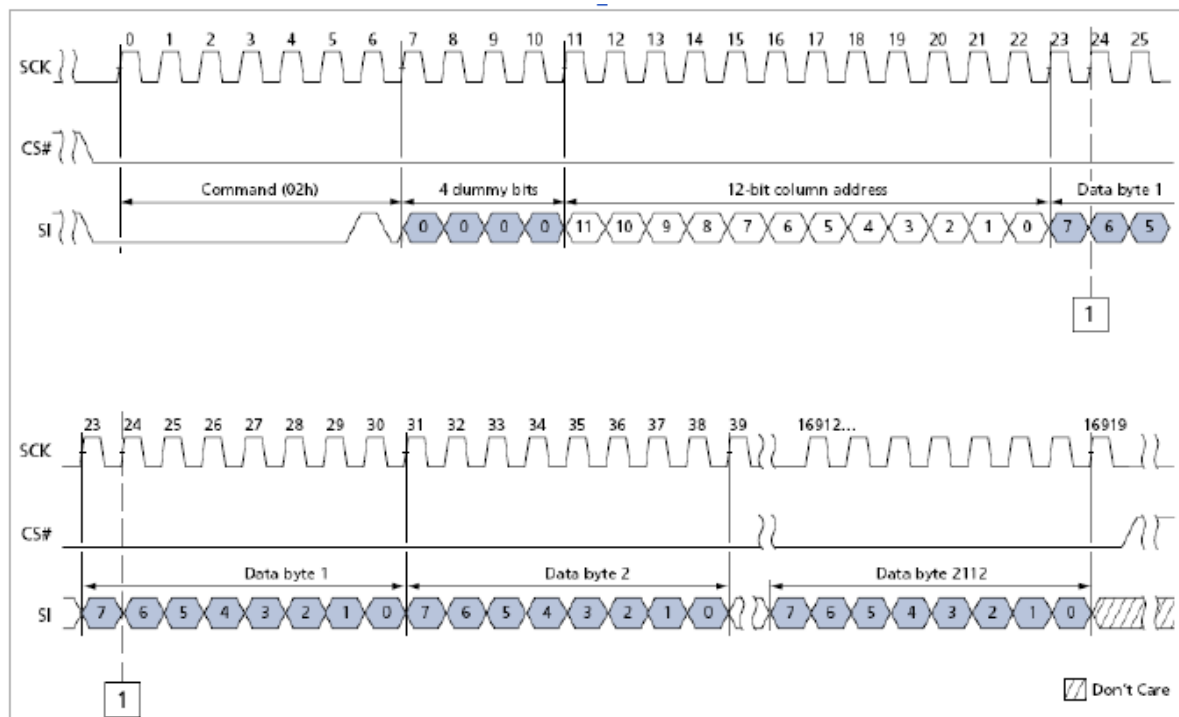 0 1 2 3 4 5 6 7 8 9 10 11 12 13 14 15 16 17 18 19 20 21 22 23 24 25
SCK
CS#
Command (02h) 4 dummy bits 12-bit column address Data byte 1
SI 0 0 0 0 11 10 9 8 7 6 5 4 3 2 1 0 7 6 5
1
23 24 25 26 27 28 29 30 31 32 33 34 35 36 37 38 39 16912... 16919
SCK
CS#
Data byte 1 Data byte 2 Data byte 2112
SI 7 6 5 4 3 2 1 0 7 6 5 4 3 2 1 0 7 6 5 4 3 2 1 0
1
Don't Care